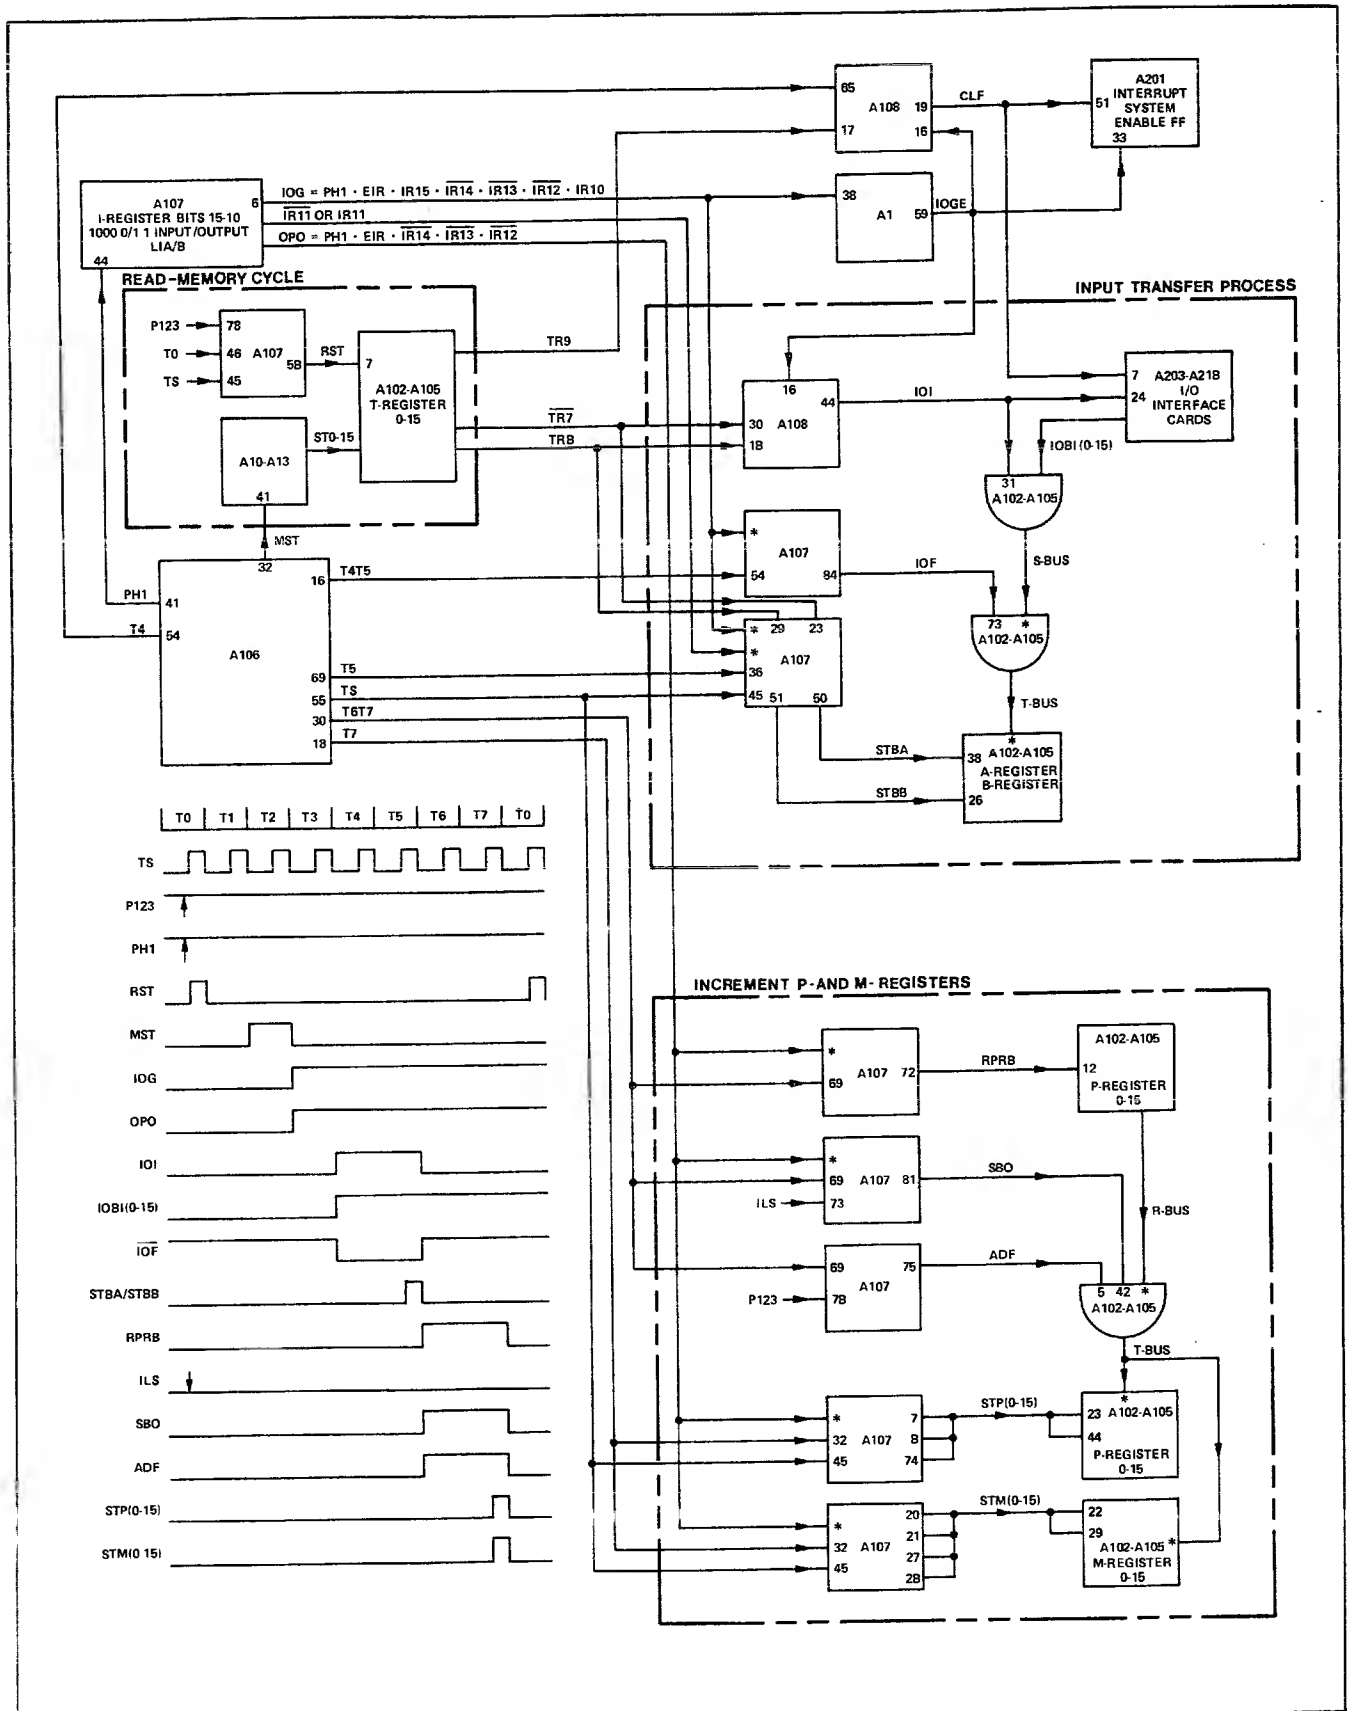 A201
INTERRUPT
SYSTEM
ENABLE FF
51
33
65
A108
19
CLF
17
16
A107
I-REGISTER BITS 15-10
1000 0/1 1 INPUT/OUTPUT
LIA/B
6
44
IOG = PH1 · EIR · IR15 · IR14 · IR13 · IR12 · IR10
IR11 OR IR11
OPO = PH1 · EIR · IR14 · IR13 · IR12
38
A1
59
IOGE
READ-MEMORY CYCLE
INPUT TRANSFER PROCESS
P123
78
T0
46
A107
5B
RST
TS
45
7
A102-A105
T-REGISTER
0-15
TR9
TR7
TRB
A10-A13
ST0-15
41
MST
16
30
A108
1B
44
IOI
7
A203-A21B
24
I/O
INTERFACE
CARDS
IOBI (0-15)
31
A102-A105
S-BUS
*
A107
54
84
IOF
73
*
A102-A105
T-BUS
32
16
T4T5
PH1
41
T4
54
A106
69
T5
55
TS
30
T6T7
18
T7
*
29
23
*
A107
36
45
51
50
STBA
STBB
*
38
A102-A105
A-REGISTER
B-REGISTER
26
T0 T1 T2 T3 T4 T5 T6 T7 T0
TS
P123
PH1
RST
MST
IOG
OPO
IOI
IOBI(0-15)
IOF
STBA/STBB
RPRB
ILS
SBO
ADF
STP(0-15)
STM(0-15)
INCREMENT P-AND M- REGISTERS
*
A107
72
69
RPRB
A102-A105
12
P-REGISTER
0-15
*
69
A107
81
ILS
73
SBO
R-BUS
69
75
A107
P123
7B
ADF
5
42
*
A102-A105
T-BUS
*
7
32
A107
8
45
74
STP(0-15)
*
23
A102-A105
44
P-REGISTER
0-15
20
*
21
32
A107
27
45
2B
STM(0-15)
22
29
A102-A105
*
M-REGISTER
0-15